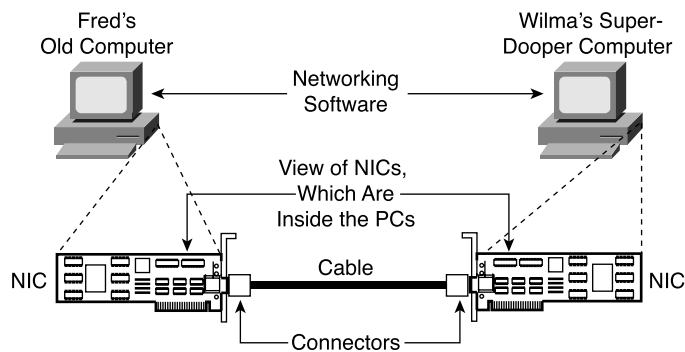 Fred's
Old Computer
Wilma's Super-
Dooper Computer
Networking
Software
View of NICs,
Which Are
Inside the PCs
NIC
Cable
NIC
Connectors